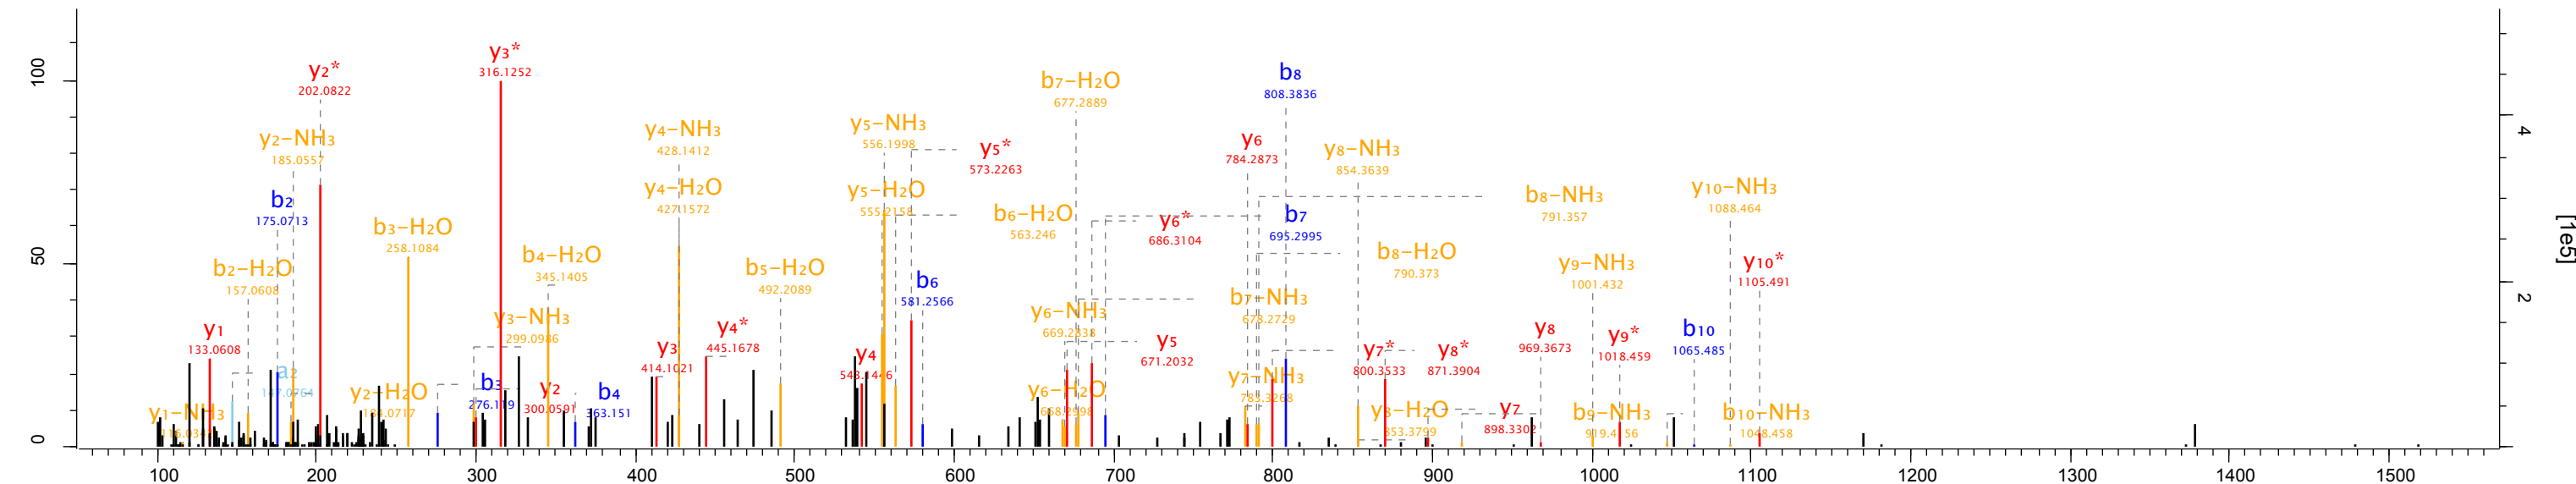 y3*
316.1252
y2*
202.0822
b8
808.3836
b7-H2O
677.2889
y4-NH3
428.1412
y5-NH3
556.1998
y2-NH3
185.0557
y6
784.2873
y5*
573.2263
y8-NH3
854.3639
y4-H2O
427.1572
y5-H2O
555.2158
b8-NH3
791.357
y10-NH3
1088.464
b2
175.0713
b6-H2O
563.246
y6*
686.3104
b7
695.2995
b3-H2O
258.1084
b4-H2O
345.1405
b8-H2O
790.373
b2-H2O
157.0608
b5-H2O
492.2089
y9-NH3
1001.432
y10*
1105.491
b6
581.2566
b7-NH3
678.2729
y3-NH3
299.0986
y6-NH3
y1
133.0608
y4*
445.1678
y5
671.2032
y8
969.3673
y9*
1018.459
b10
1065.485
y3
414.1021
y4
y7*
800.3533
y8*
871.3904
a2
b3
y2
300.0591
b4
363.151
y2-H2O
y6-H2O
y7-NH3
783.3268
y8-H2O
853.3799
y7
898.3302
b9-NH3
b10-NH3
1048.458
y1-NH3
0
50
100
2
4
[1e5]
100
200
300
400
500
600
700
800
900
1000
1100
1200
1300
1400
1500